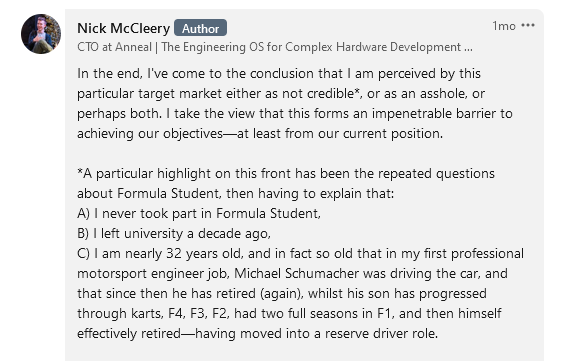 Nick McCleery Author 1mo •••
CTO at Anneal | The Engineering OS for Complex Hardware Development ...
In the end, I've come to the conclusion that I am perceived by this
particular target market either as not credible*, or as an asshole, or
perhaps both. I take the view that this forms an impenetrable barrier to
achieving our objectives—at least from our current position.
*A particular highlight on this front has been the repeated questions
about Formula Student, then having to explain that:
A) I never took part in Formula Student,
B) I left university a decade ago,
C) I am nearly 32 years old, and in fact so old that in my first professional
motorsport engineer job, Michael Schumacher was driving the car, and
that since then he has retired (again), whilst his son has progressed
through karts, F4, F3, F2, had two full seasons in F1, and then himself
effectively retired—having moved into a reserve driver role.